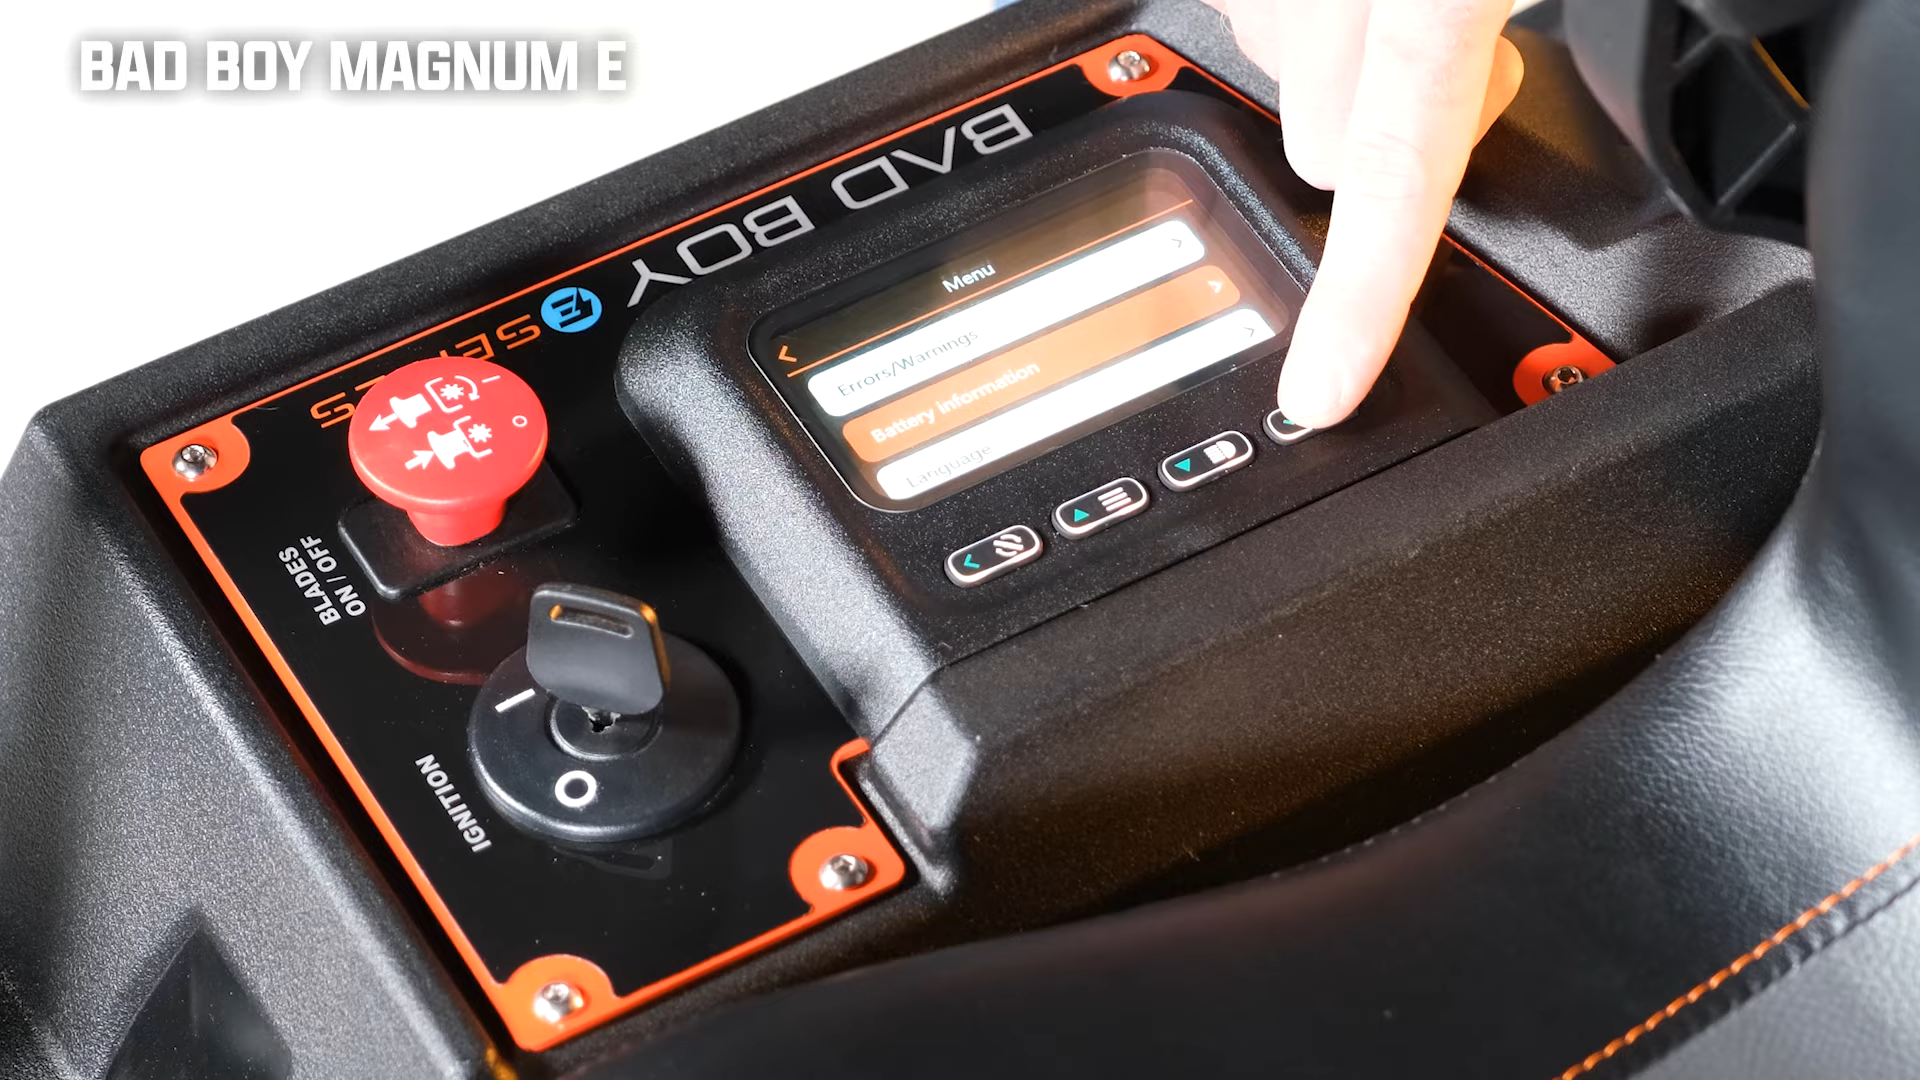 BAD BOY MAGNUM E
BAD BOY
E SERIES
Menu
Errors/Warnings
Battery information
Language
BLADES
ON / OFF
IGNITION